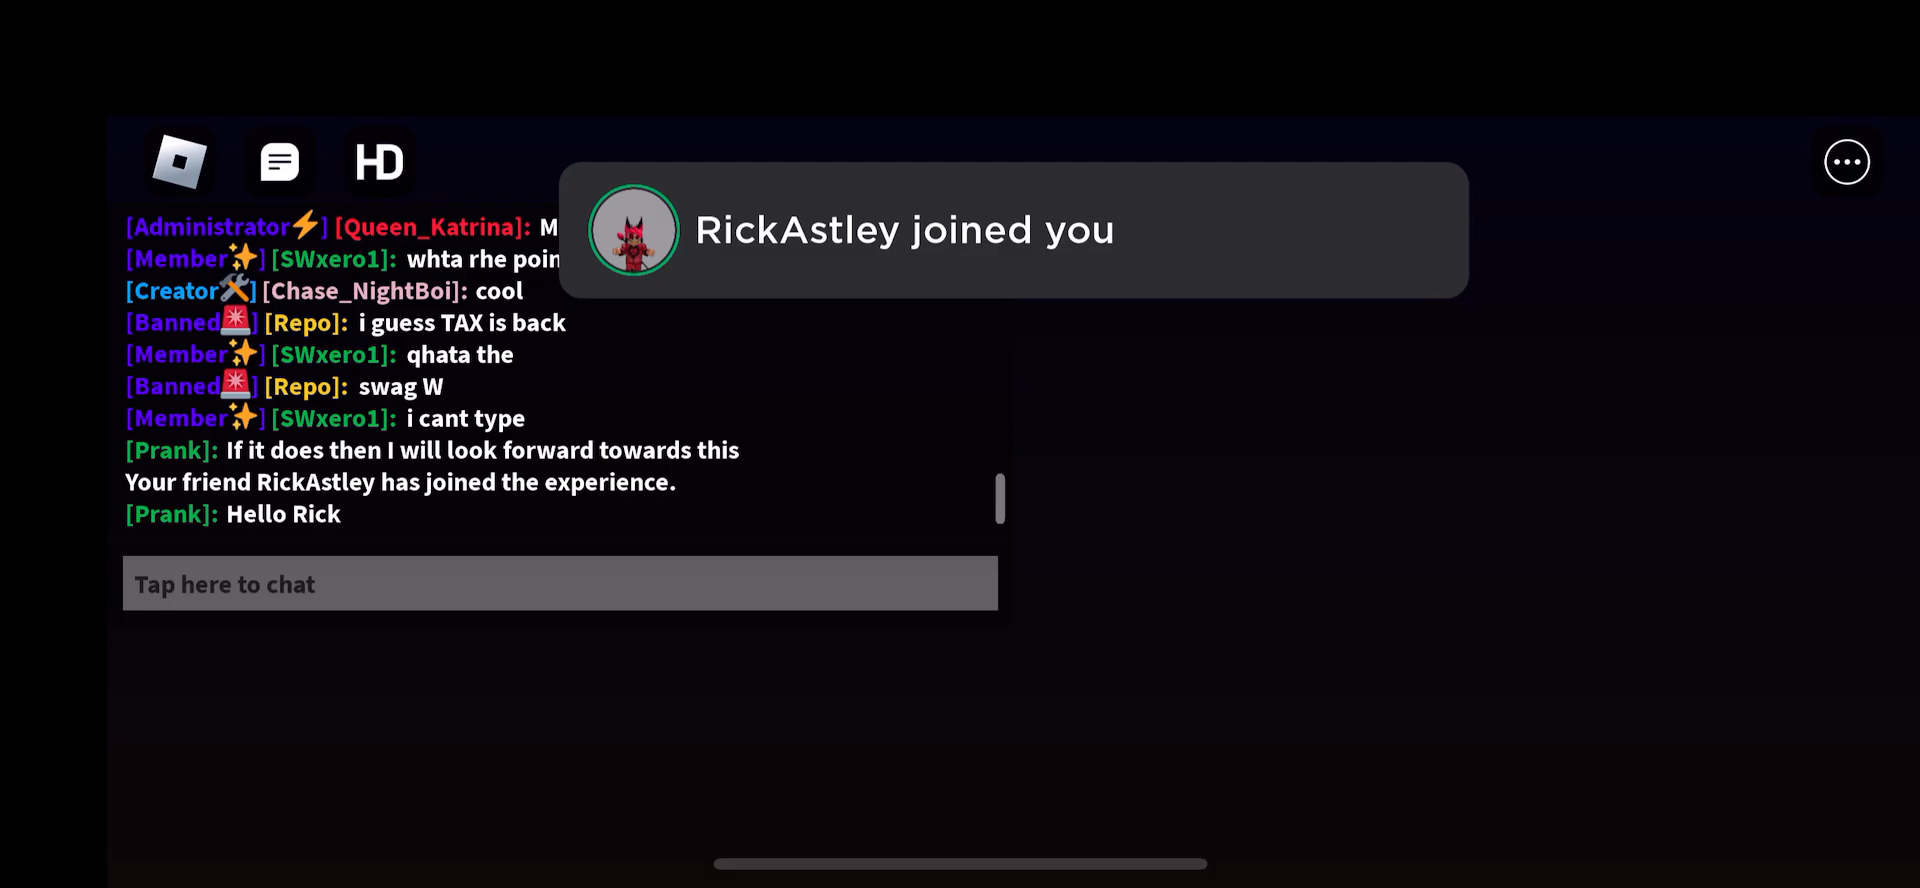 HD
RickAstley joined you
[Administrator⚡] [Queen_Katrina]: M
[Member✨] [SWxero1]: whta rhe poin
[Creator🛠️] [Chase_NightBoi]: cool
[Banned🚨] [Repo]: i guess TAX is back
[Member✨] [SWxero1]: qhata the
[Banned🚨] [Repo]: swag W
[Member✨] [SWxero1]: i cant type
[Prank]: If it does then I will look forward towards this
Your friend RickAstley has joined the experience.
[Prank]: Hello Rick
Tap here to chat